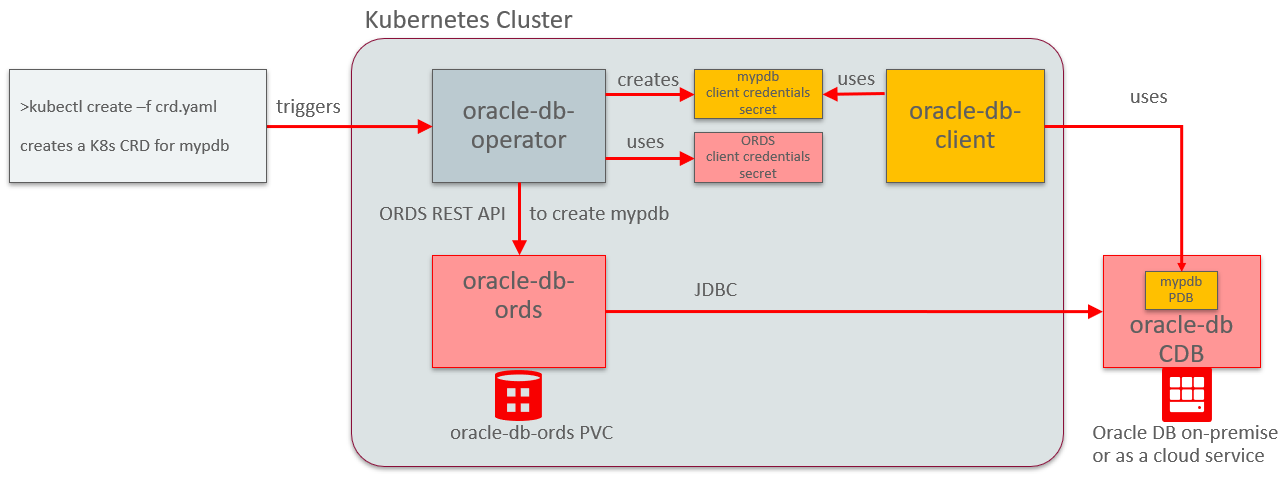 Kubernetes Cluster
>kubectl create –f crd.yaml
creates a K8s CRD for mypdb
triggers
oracle-db-
operator
creates
uses
mypdb
client credentials
secret
ORDS
client credentials
secret
uses
oracle-db-
client
uses
ORDS REST API
to create mypdb
oracle-db-
ords
JDBC
mypdb
PDB
oracle-db
CDB
oracle-db-ords PVC
Oracle DB on-premise
or as a cloud service